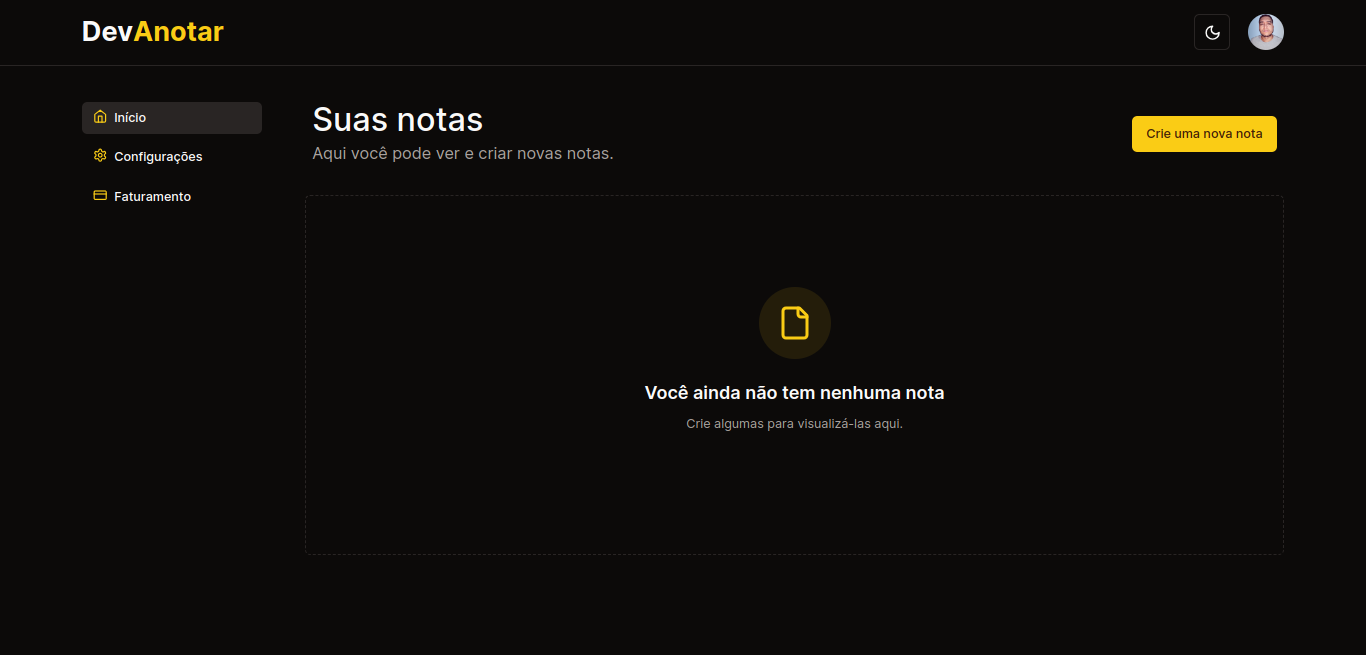 DevAnotar
Início
Configurações
Faturamento
Suas notas
Aqui você pode ver e criar novas notas.
Crie uma nova nota
Você ainda não tem nenhuma nota
Crie algumas para visualizá-las aqui.